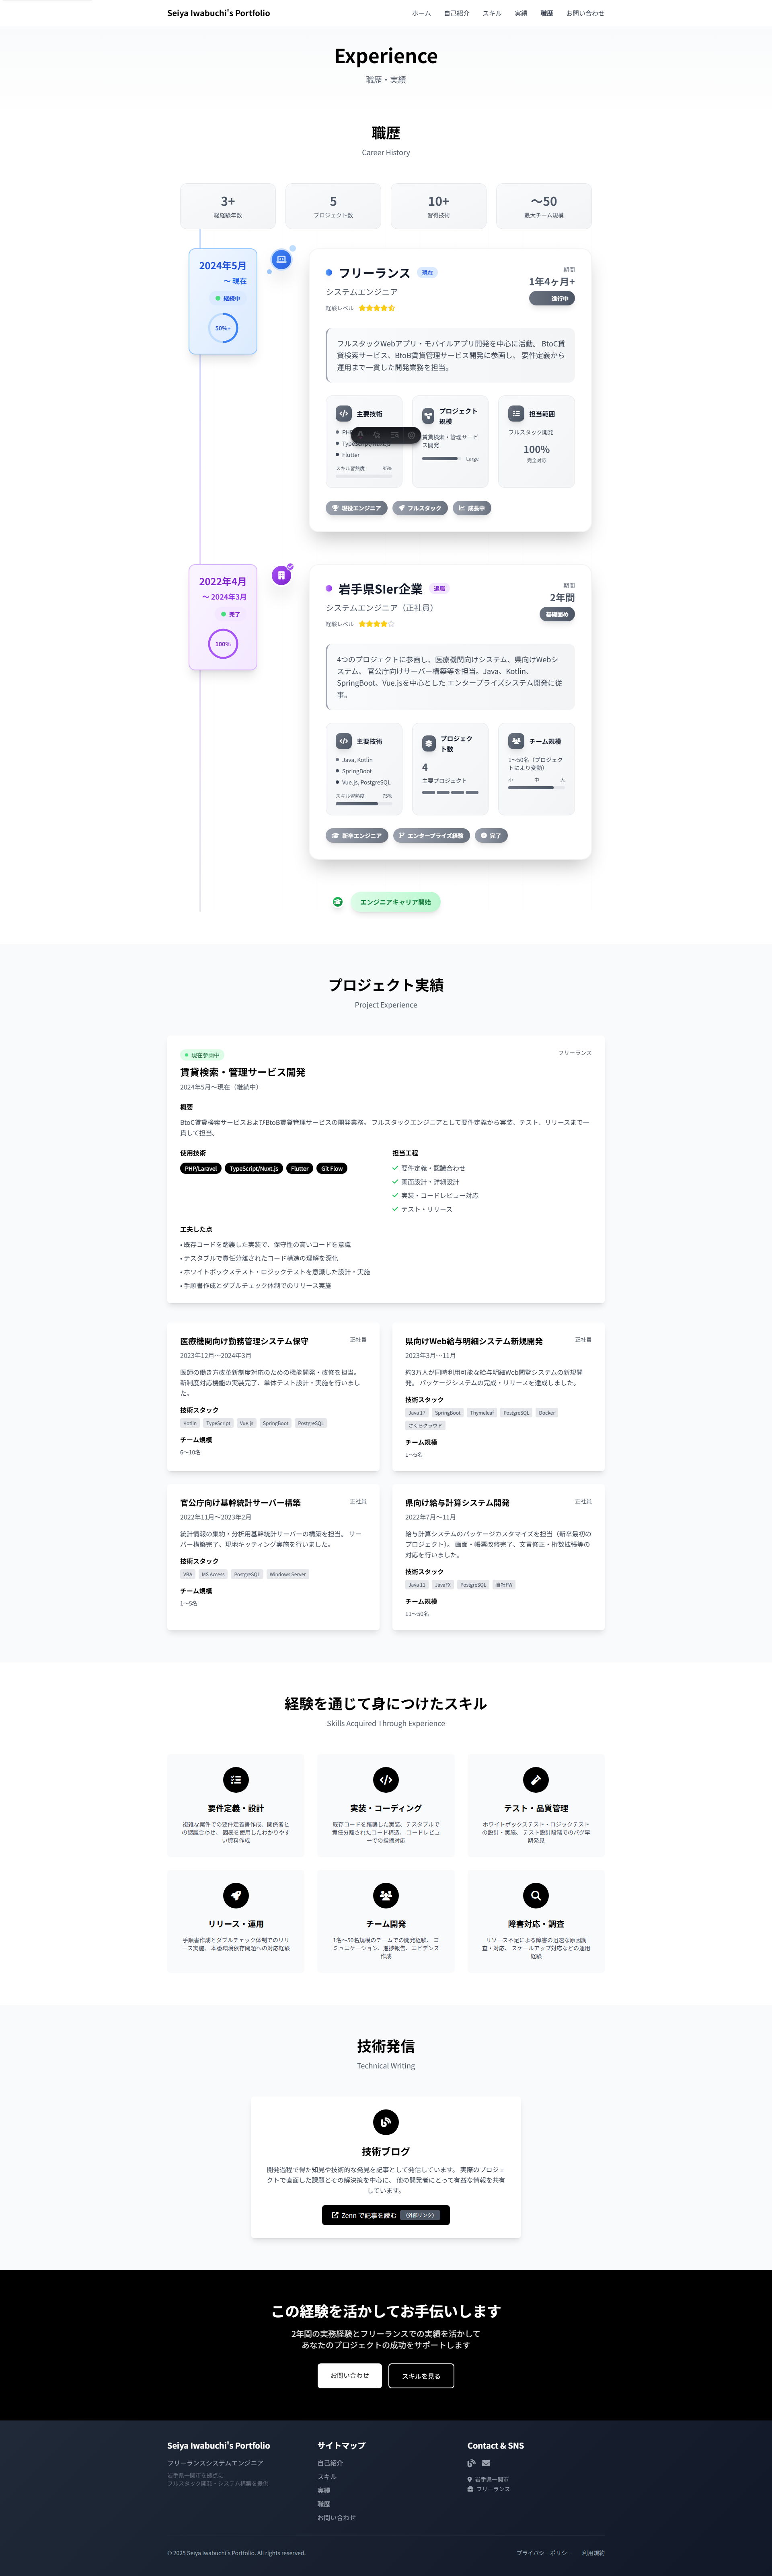 Seiya Iwabuchi's Portfolio
ホーム 自己紹介 スキル 実績 職歴 お問い合わせ
Experience
職歴・実績
職歴
Career History
3+
総経験年数
5
プロジェクト数
10+
習得技術
〜50
最大チーム規模
2024年5月
〜 現在
継続中
50%+
フリーランス 現在
システムエンジニア
経験レベル
期間
1年4ヶ月+
進行中
フルスタックWebアプリ・モバイルアプリ開発を中心に活動。 BtoC賃
貸検索サービス、BtoB賃貸管理サービス開発に参画し、 要件定義から
運用まで一貫した開発業務を担当。
主要技術
Flutter
スキル習熟度 85%
プロジェクト
規模
賃貸検索・管理サービ
ス開発
Large
担当範囲
フルスタック開発
100%
完全対応
現役エンジニア
フルスタック
成長中
2022年4月
〜 2024年3月
完了
100%
岩手県SIer企業 退職
システムエンジニア（正社員）
経験レベル
期間
2年間
基礎固め
4つのプロジェクトに参画し、医療機関向けシステム、県向けWebシ
ステム、 官公庁向けサーバー構築等を担当。Java、Kotlin、
SpringBoot、Vue.jsを中心とした エンタープライズシステム開発に従
事。
主要技術
Java, Kotlin
SpringBoot
Vue.js, PostgreSQL
スキル習熟度 75%
プロジェク
ト数
4
主要プロジェクト
チーム規模
1〜50名（プロジェク
トにより変動）
小 中 大
新卒エンジニア
エンタープライズ経験
完了
エンジニアキャリア開始
プロジェクト実績
Project Experience
現在参画中
フリーランス
賃貸検索・管理サービス開発
2024年5月〜現在（継続中）
概要
BtoC賃貸検索サービスおよびBtoB賃貸管理サービスの開発業務。 フルスタックエンジニアとして要件定義から実装、テスト、リリースまで一
貫して担当。
使用技術
PHP/Laravel TypeScript/Nuxt.js Flutter Git Flow
担当工程
要件定義・認識合わせ
画面設計・詳細設計
実装・コードレビュー対応
テスト・リリース
工夫した点
• 既存コードを踏襲した実装で、保守性の高いコードを意識
• テスタブルで責任分離されたコード構造の理解を深化
• ホワイトボックステスト・ロジックテストを意識した設計・実施
• 手順書作成とダブルチェック体制でのリリース実施
医療機関向け勤務管理システム保守 正社員
2023年12月〜2024年3月
医師の働き方改革新制度対応のための機能開発・改修を担当。
新制度対応機能の実装完了、単体テスト設計・実施を行いまし
た。
技術スタック
Kotlin TypeScript Vue.js SpringBoot PostgreSQL
チーム規模
6〜10名
県向けWeb給与明細システム新規開発 正社員
2023年3月〜11月
約3万人が同時利用可能な給与明細Web閲覧システムの新規開
発。 パッケージシステムの完成・リリースを達成しました。
技術スタック
Java 17 SpringBoot Thymeleaf PostgreSQL Docker
さくらクラウド
チーム規模
1〜5名
官公庁向け基幹統計サーバー構築 正社員
2022年11月〜2023年2月
統計情報の集約・分析用基幹統計サーバーの構築を担当。 サー
バー構築完了、現地キッティング実施を行いました。
技術スタック
VBA MS Access PostgreSQL Windows Server
チーム規模
1〜5名
県向け給与計算システム開発 正社員
2022年7月〜11月
給与計算システムのパッケージカスタマイズを担当（新卒最初の
プロジェクト）。 画面・帳票改修完了、文言修正・桁数拡張等の
対応を行いました。
技術スタック
Java 11 JavaFX PostgreSQL 自社FW
チーム規模
11〜50名
経験を通じて身につけたスキル
Skills Acquired Through Experience
要件定義・設計
複雑な案件での要件定義書作成、関係者と
の認識合わせ、 図表を使用したわかりやす
い資料作成
実装・コーディング
既存コードを踏襲した実装、テスタブルで
責任分離されたコード構造、 コードレビュ
ーでの指摘対応
テスト・品質管理
ホワイトボックステスト・ロジックテスト
の設計・実施、 テスト設計段階でのバグ早
期発見
リリース・運用
手順書作成とダブルチェック体制でのリリ
ース実施、 本番環境依存問題への対応経験
チーム開発
1名〜50名規模のチームでの開発経験、 コ
ミュニケーション、進捗報告、エビデンス
作成
障害対応・調査
リソース不足による障害の迅速な原因調
査・対応、 スケールアップ対応などの運用
経験
技術発信
Technical Writing
技術ブログ
開発過程で得た知見や技術的な発見を記事として発信しています。 実際のプロジェ
クトで直面した課題とその解決策を中心に、 他の開発者にとって有益な情報を共有
しています。
Zenn で記事を読む （外部リンク）
この経験を活かしてお手伝いします
2年間の実務経験とフリーランスでの実績を活かして
あなたのプロジェクトの成功をサポートします
お問い合わせ スキルを見る
Seiya Iwabuchi's Portfolio
フリーランスシステムエンジニア
岩手県一関市を拠点に
フルスタック開発・システム構築を提供
サイトマップ
自己紹介
スキル
実績
職歴
お問い合わせ
Contact & SNS
岩手県一関市
フリーランス
© 2025 Seiya Iwabuchi's Portfolio. All rights reserved.
プライバシーポリシー 利用規約